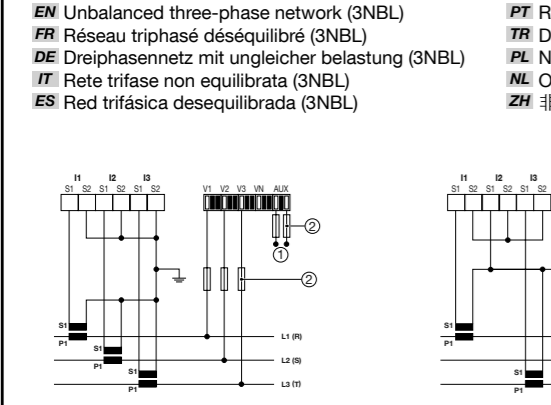 EN Unbalanced three-phase network (3NBL)
FR Réseau triphasé déséquilibré (3NBL)
DE Dreiphasennetz mit ungleicher belastung (3NBL)
IT Rete trifase non equilibrata (3NBL)
ES Red trifásica desequilibrada (3NBL)
PT R
TR D
PL N
NL O
ZH 非
I1 I2 I3
S1 S2 S1 S2 S1 S2
V1 V2 V3 VN AUX
2
1
2
S1
P1
S1
P1
S1
P1
L1 (R)
L2 (S)
L3 (T)
I1 I2 I3
S1 S2 S1 S2 S1 S2
S1
P1
S1
P1